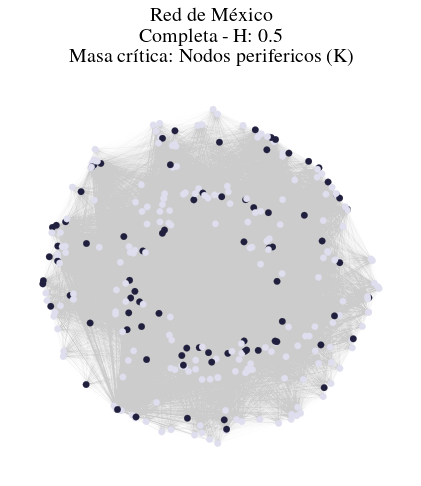 Red de México
Completa - H: 0.5
Masa crítica: Nodos perifericos (K)